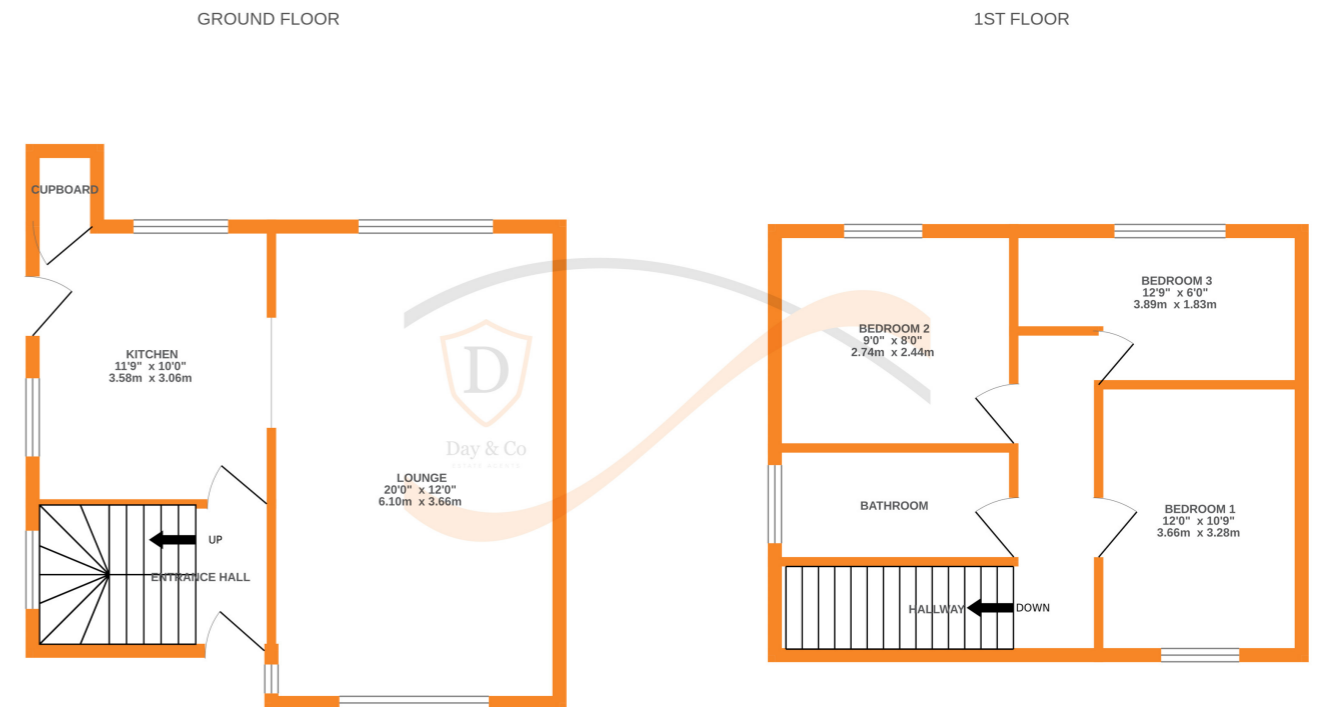 GROUND FLOOR
1ST FLOOR
CUPBOARD
KITCHEN
11'9" x 10'0"
3.58m x 3.06m
UP
ENTRANCE HALL
LOUNGE
20'0" x 12'0"
6.10m x 3.66m
D
Day & Co
ESTATE AGENTS
BEDROOM 3
12'9" x 6'0"
3.89m x 1.83m
BEDROOM 2
9'0" x 8'0"
2.74m x 2.44m
BATHROOM
BEDROOM 1
12'0" x 10'9"
3.66m x 3.28m
HALLWAY
DOWN